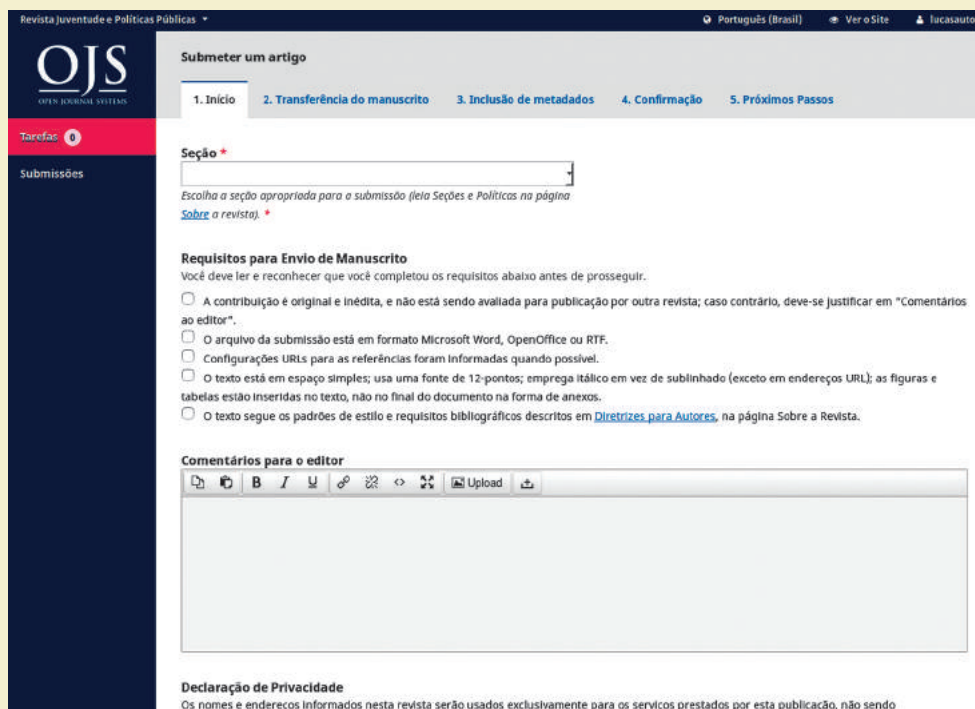 Revista Juventude e Políticas Públicas
Português (Brasil)
Ver o Site
lucasauto
OJS
OPEN JOURNAL SYSTEMS
Tarefas 0
Submissões
Submeter um artigo
1. Início
2. Transferência do manuscrito
3. Inclusão de metadados
4. Confirmação
5. Próximos Passos
Seção *
Escolha a seção apropriada para a submissão (leia Seções e Políticas na página
Sobre a revista). *
Requisitos para Envio de Manuscrito
Você deve ler e reconhecer que você completou os requisitos abaixo antes de prosseguir.
A contribuição é original e inédita, e não está sendo avaliada para publicação por outra revista; caso contrário, deve-se justificar em "Comentários
ao editor".
O arquivo da submissão está em formato Microsoft Word, OpenOffice ou RTF.
Configurações URLs para as referências foram informadas quando possível.
O texto está em espaço simples; usa uma fonte de 12-pontos; emprega itálico em vez de sublinhado (exceto em endereços URL); as figuras e
tabelas estão inseridas no texto, não no final do documento na forma de anexos.
O texto segue os padrões de estilo e requisitos bibliográficos descritos em Diretrizes para Autores, na página Sobre a Revista.
Comentários para o editor
B I U Upload
Declaração de Privacidade
Os nomes e endereços informados nesta revista serão usados exclusivamente para os serviços prestados por esta publicação, não sendo